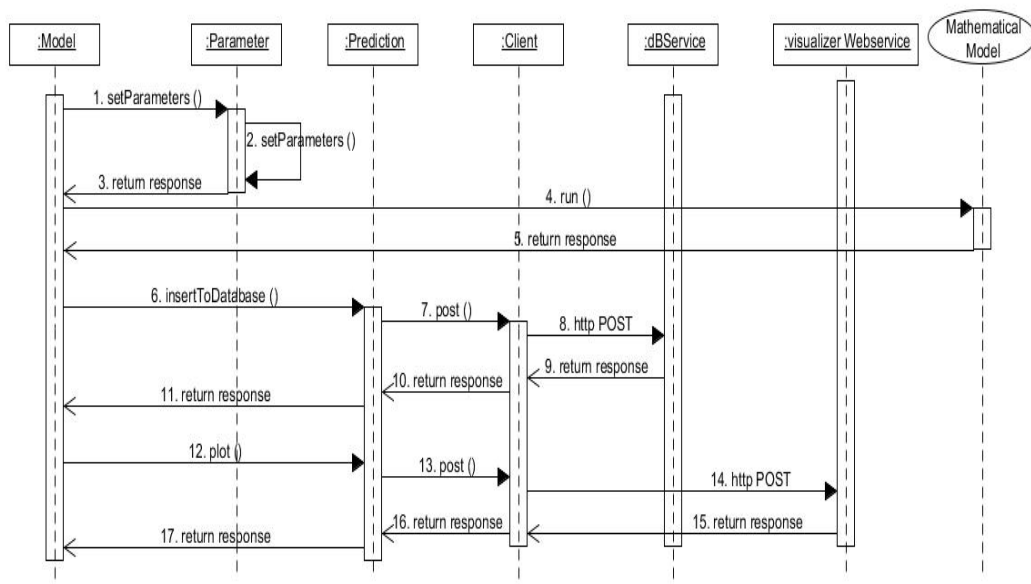 :Model
:Parameter
:Prediction
:Client
:dBService
:visualizer Webservice
Mathematical
Model
1. setParameters ()
2. setParameters ()
3. return response
4. run ()
5. return response
6. insertToDatabase ()
7. post ()
8. http POST
9. return response
10. return response
11. return response
12. plot ()
13. post ()
14. http POST
15. return response
16. return response
17. return response